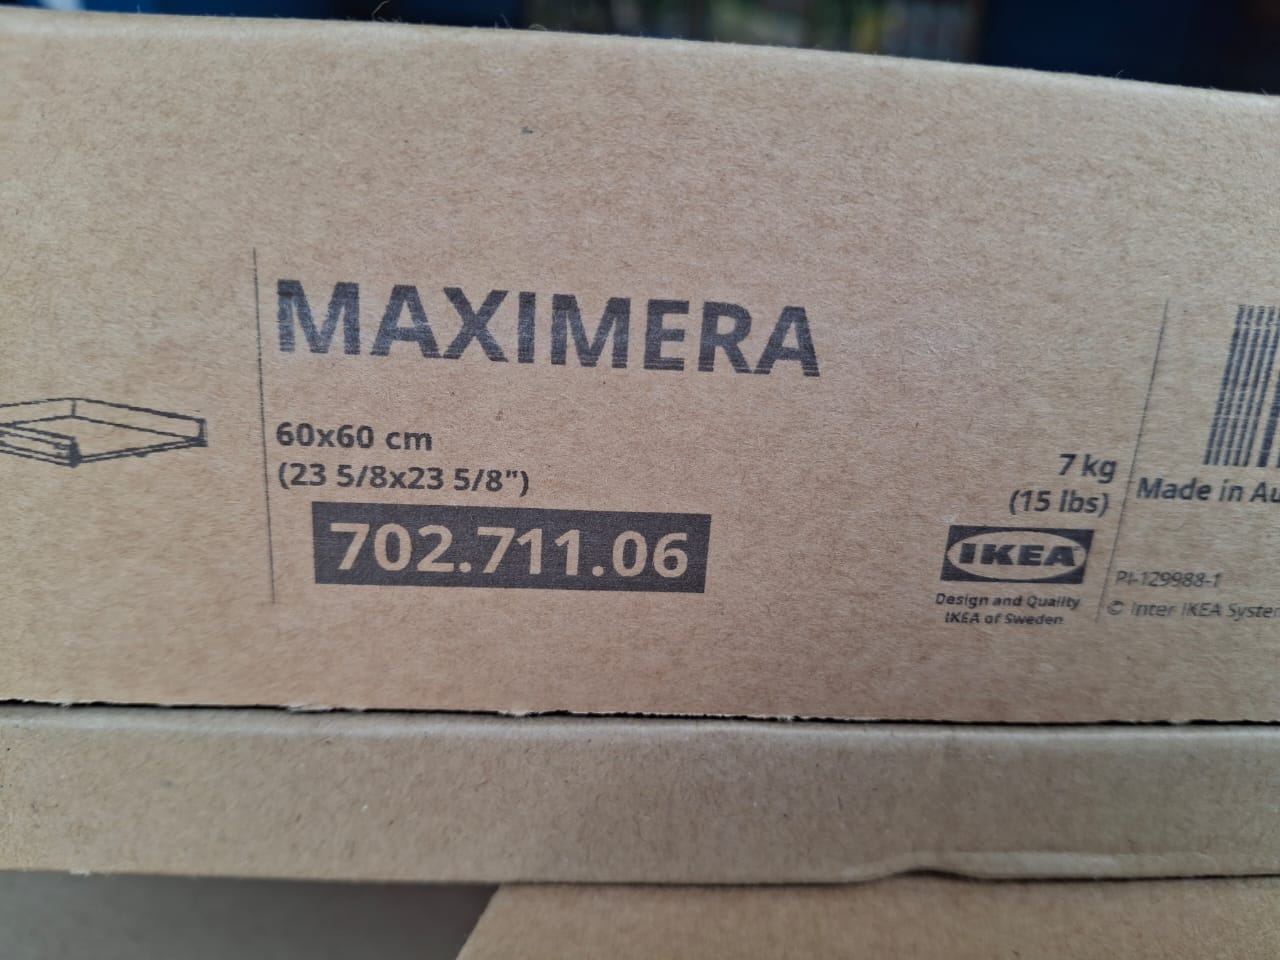 MAXIMERA
60x60 cm
(23 5/8x23 5/8")
702.711.06
7 kg
(15 lbs)
IKEA
Design and Quality
IKEA of Sweden
Made in Au
PI-129988-1
© Inter IKEA System